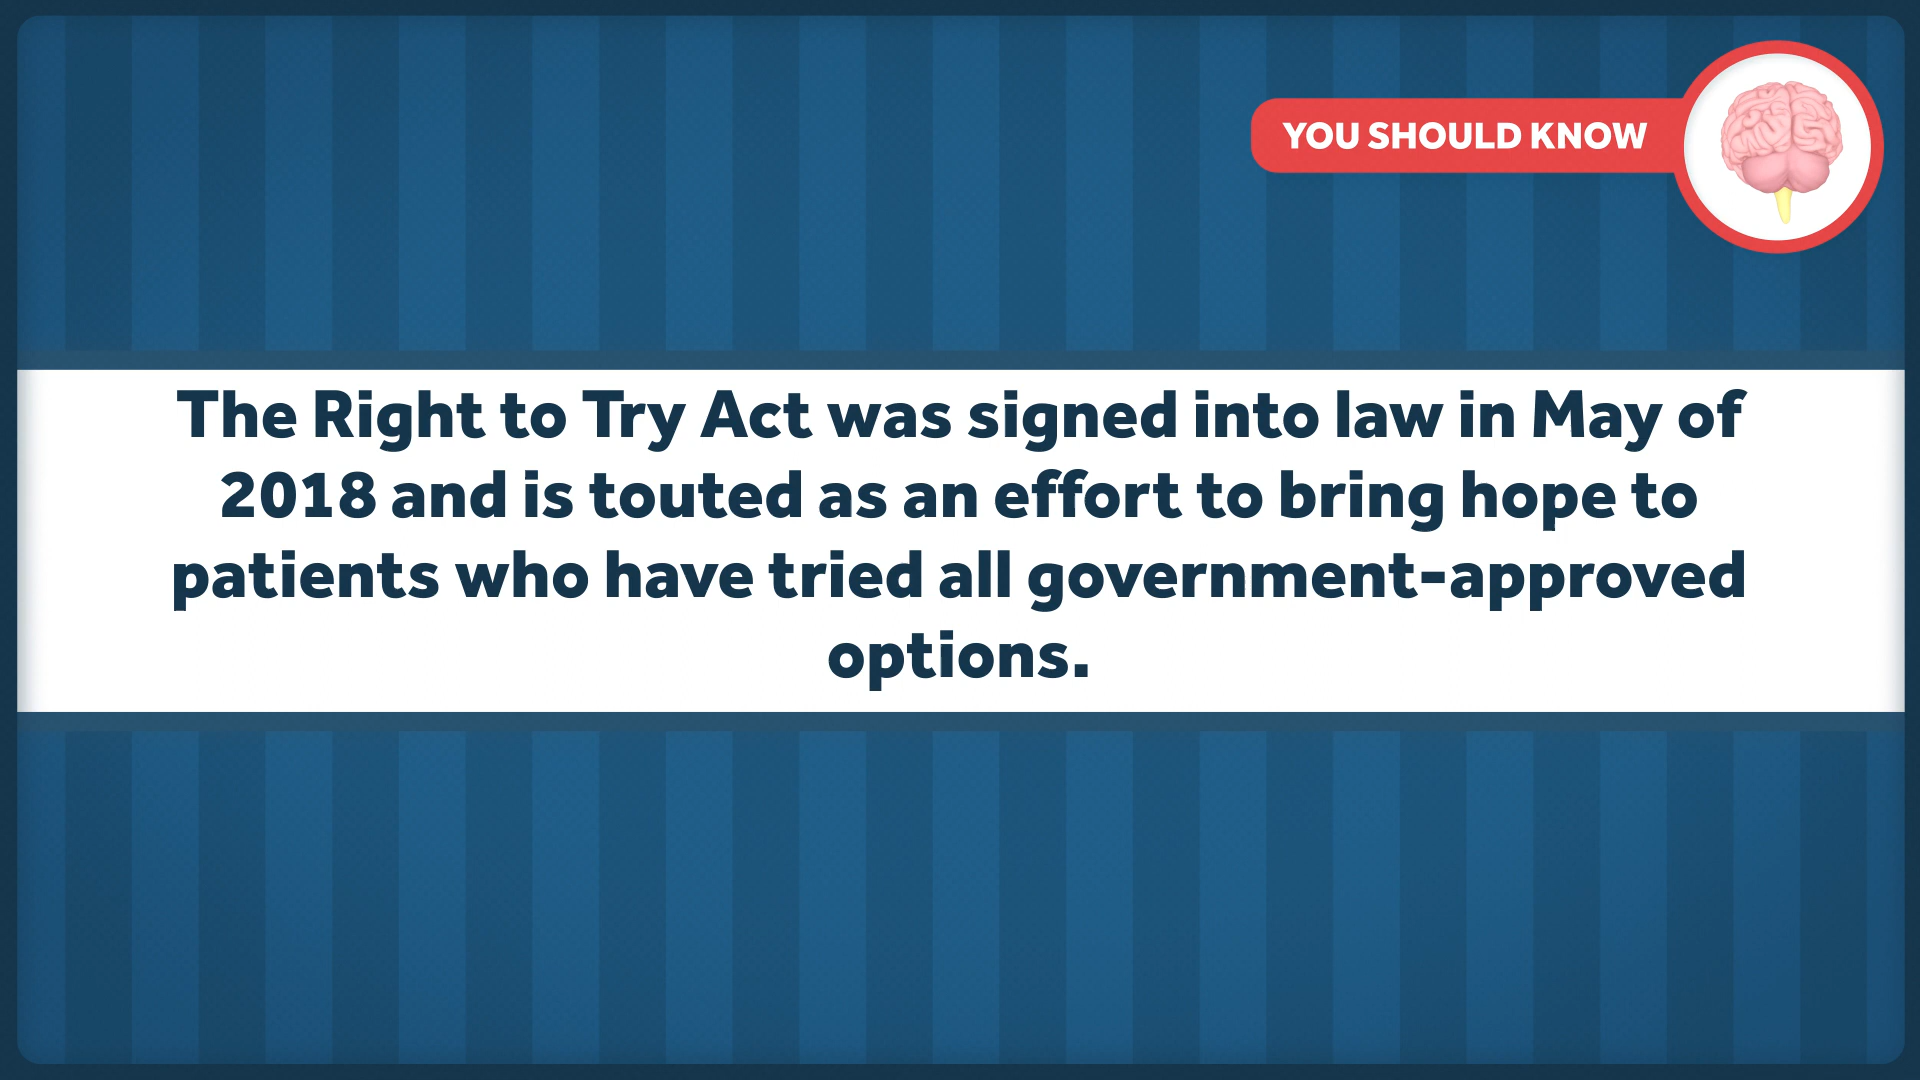 YOU SHOULD KNOW
The Right to Try Act was signed into law in May of
2018 and is touted as an effort to bring hope to
patients who have tried all government-approved
options.